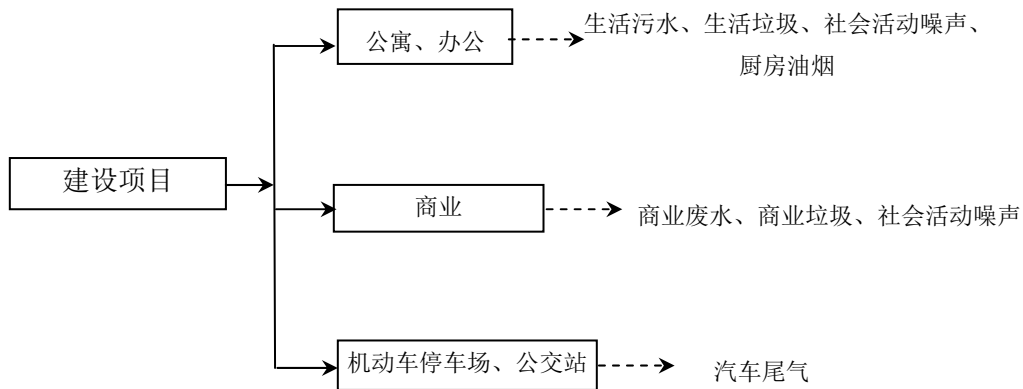 公寓、办公
生活污水、生活垃圾、社会活动噪声、
厨房油烟
建设项目
商业
商业废水、商业垃圾、社会活动噪声
机动车停车场、公交站
汽车尾气